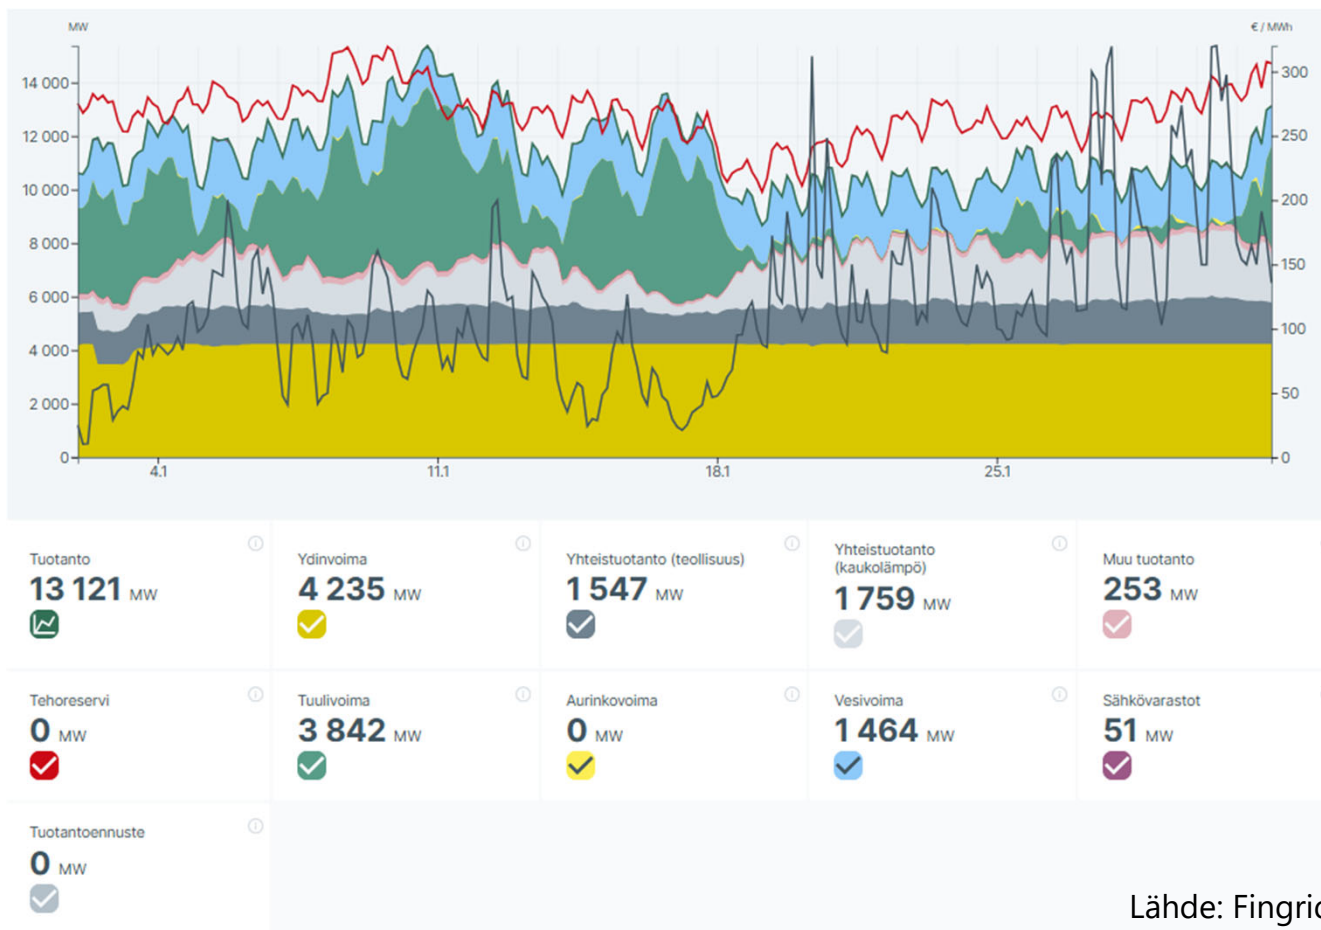 MW
€ / MWh
14 000
12 000
10 000
8 000
6 000
4 000
2 000
0
300
250
200
150
100
50
0
4.1
11.1
18.1
25.1
Tuotanto
13 121 MW
Ydinvoima
4 235 MW
Yhteistuotanto (teollisuus)
1 547 MW
Yhteistuotanto
(kaukolämpö)
1 759 MW
Muu tuotanto
253 MW
Tehoreservi
0 MW
Tuulivoima
3 842 MW
Aurinkovoima
0 MW
Vesivoima
1 464 MW
Sähkövarastot
51 MW
Tuotantoennuste
0 MW
Lähde: Fingrid